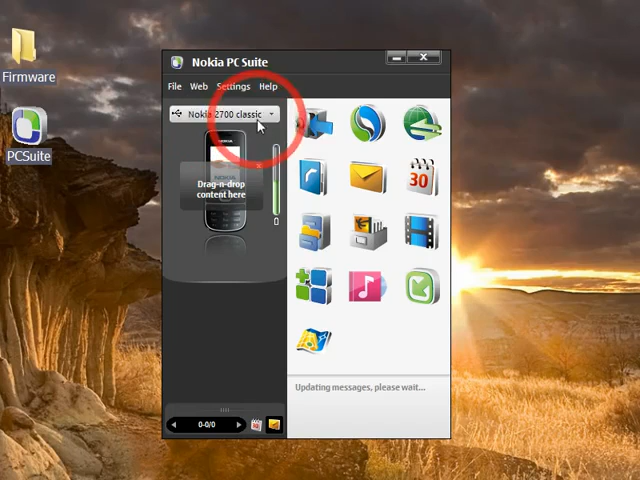 Firmware
PCSuite
Nokia PC Suite
File Web Settings Help
Nokia 2700 classic
NOKIA
Drag-n-drop
content here
30
Updating messages, please wait...
0-0/0